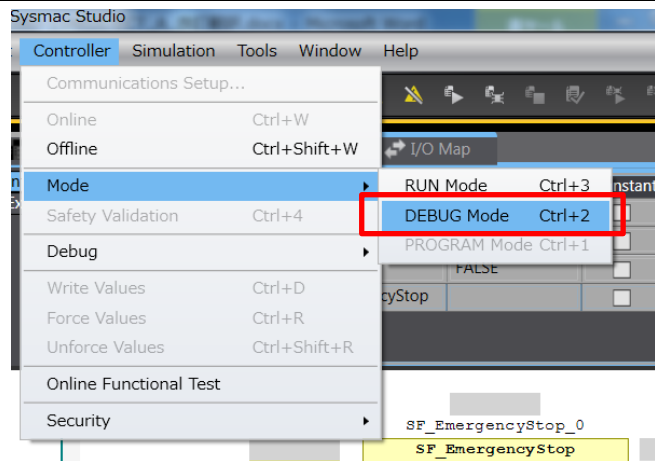 Sysmac Studio
Controller Simulation Tools Window Help
Communications Setup...
Online Ctrl+W
Offline Ctrl+Shift+W
I/O Map
Mode
RUN Mode Ctrl+3
Safety Validation Ctrl+4
DEBUG Mode Ctrl+2
Debug
PROGRAM Mode Ctrl+1
FALSE
Write Values Ctrl+D
Force Values Ctrl+R
Unforce Values Ctrl+Shift+R
Online Functional Test
Security
SF_EmergencyStop_0
SF_EmergencyStop